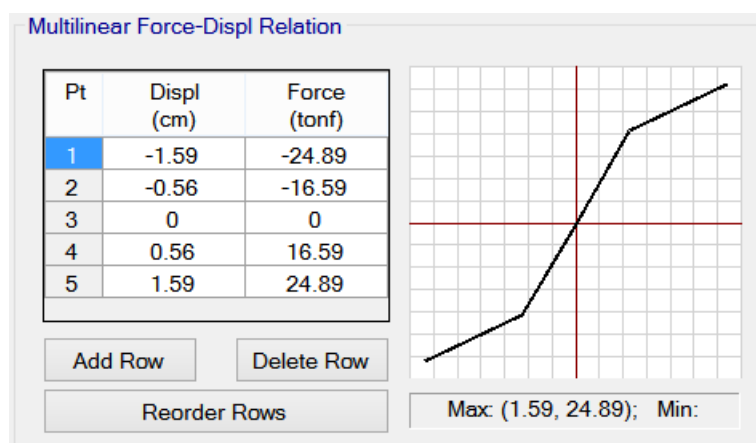 Multilinear Force-Displ Relation
Pt Displ (cm) Force (tonf)
1 -1.59 -24.89
2 -0.56 -16.59
3 0 0
4 0.56 16.59
5 1.59 24.89
Add Row Delete Row
Reorder Rows
Max: (1.59, 24.89); Min: